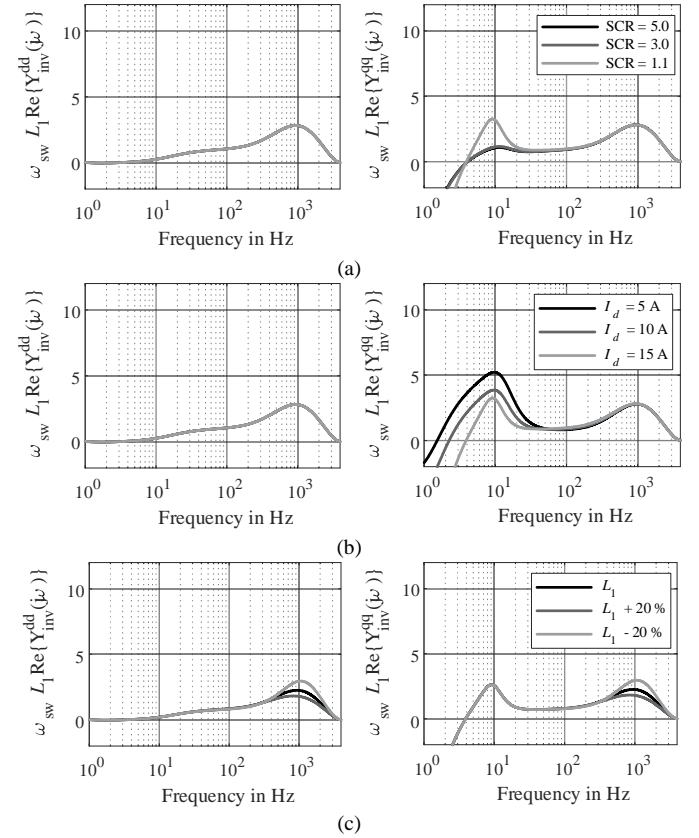 ω_sw L_1 Re{Y_inv^dd (jω)}
10
5
0
10^0 10^1 10^2 10^3
Frequency in Hz
ω_sw L_1 Re{Y_inv^qq (jω)}
10
5
0
SCR = 5.0
SCR = 3.0
SCR = 1.1
10^0 10^1 10^2 10^3
Frequency in Hz
(a)
ω_sw L_1 Re{Y_inv^dd (jω)}
10
5
0
10^0 10^1 10^2 10^3
Frequency in Hz
ω_sw L_1 Re{Y_inv^qq (jω)}
10
5
0
I_d = 5 A
I_d = 10 A
I_d = 15 A
10^0 10^1 10^2 10^3
Frequency in Hz
(b)
ω_sw L_1 Re{Y_inv^dd (jω)}
10
5
0
10^0 10^1 10^2 10^3
Frequency in Hz
ω_sw L_1 Re{Y_inv^qq (jω)}
10
5
0
L_1
L_1 + 20 %
L_1 - 20 %
10^0 10^1 10^2 10^3
Frequency in Hz
(c)